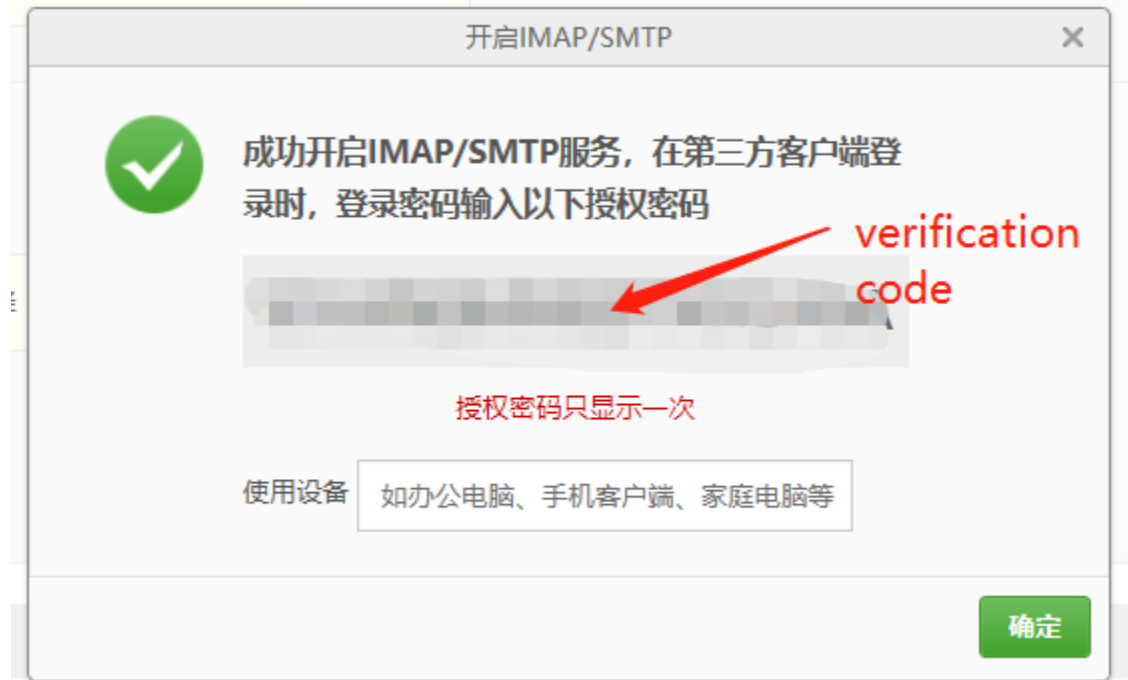 开启IMAP/SMTP
成功开启IMAP/SMTP服务，在第三方客户端登
录时，登录密码输入以下授权密码
verification
code
授权密码只显示一次
使用设备
如办公电脑、手机客户端、家庭电脑等
确定